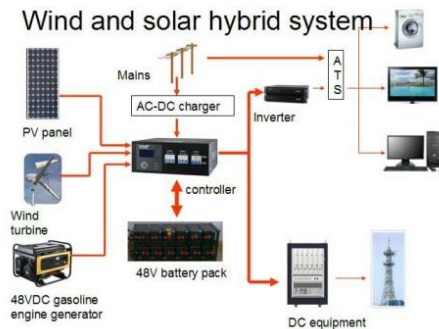 Wind and solar hybrid system
Mains
ATS
AC-DC charger
PV panel
Inverter
controller
Wind
turbine
48V battery pack
48VDC gasoline
engine generator
DC equipment